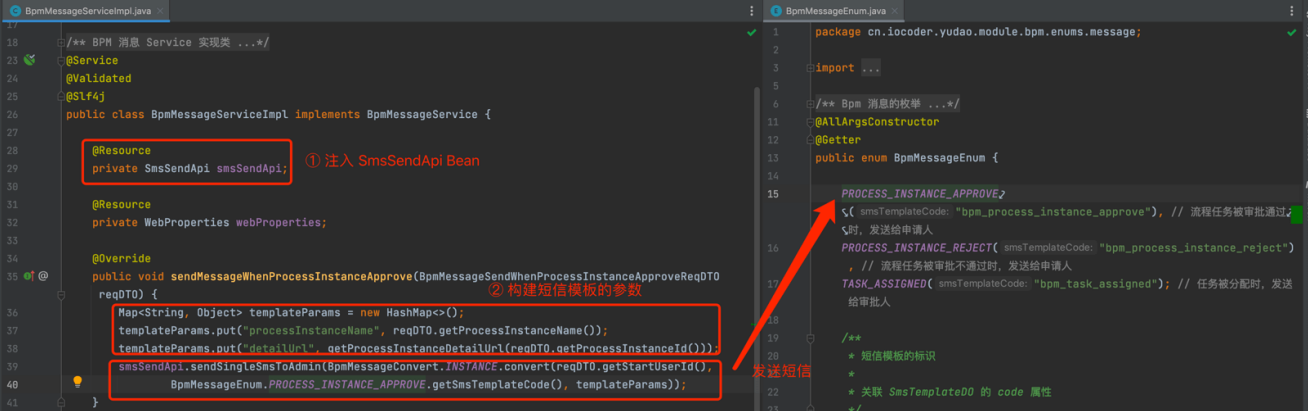 BpmMessageServiceImpl.java
17
18 /** BPM 消息 Service 实现类 ...*/
23 @Service
24 @Validated
25 @Slf4j
26 public class BpmMessageServiceImpl implements BpmMessageService {
27
28 @Resource
29 private SmsSendApi smsSendApi;
① 注入 SmsSendApi Bean
30
31 @Resource
32 private WebProperties webProperties;
33
34 @Override
35 @ public void sendMessageWhenProcessInstanceApprove(BpmMessageSendWhenProcessInstanceApproveReqDTO
reqDTO) {
② 构建短信模板的参数
36 Map<String, Object> templateParams = new HashMap<>();
37 templateParams.put("processInstanceName", reqDTO.getProcessInstanceName());
38 templateParams.put("detailUrl", getProcessInstanceDetailUrl(reqDTO.getProcessInstanceId()));
39 smsSendApi.sendSingleSmsToAdmin(BpmMessageConvert.INSTANCE.convert(reqDTO.getStartUserId(),
40 BpmMessageEnum.PROCESS_INSTANCE_APPROVE.getSmsTemplateCode(), templateParams));
41 }
发送短信
BpmMessageEnum.java
1 package cn.iocoder.yudao.module.bpm.enums.message;
2
3 import ...
5
6 /** Bpm 消息的枚举 ...*/
11 @AllArgsConstructor
12 @Getter
13 public enum BpmMessageEnum {
14
15 PROCESS_INSTANCE_APPROVE
( smsTemplateCode: "bpm_process_instance_approve"), // 流程任务被审批通过
时，发送给申请人
16 PROCESS_INSTANCE_REJECT( smsTemplateCode: "bpm_process_instance_reject")
, // 流程任务被审批不通过时，发送给申请人
17 TASK_ASSIGNED( smsTemplateCode: "bpm_task_assigned"); // 任务被分配时，发送
给审批人
18
19 /**
20 * 短信模板的标识
21 *
22 * 关联 SmsTemplateDO 的 code 属性
23 */